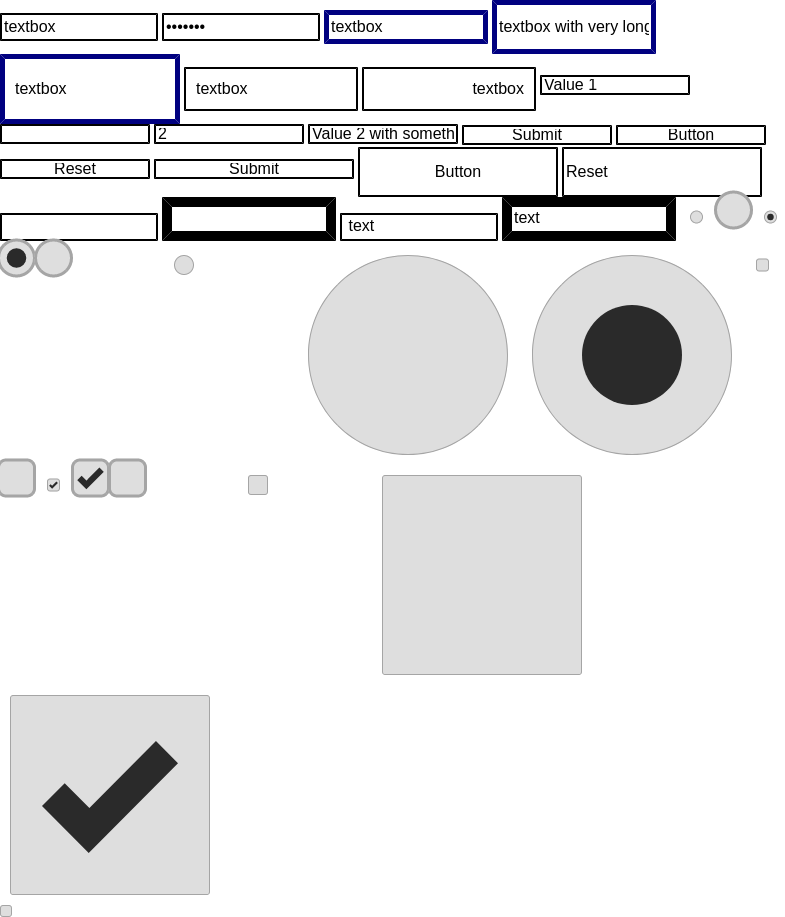 textbox ••••••• textbox textbox with very long
textbox textbox textbox Value 1
2 Value 2 with someth Submit Button
Reset Submit Button Reset
text text